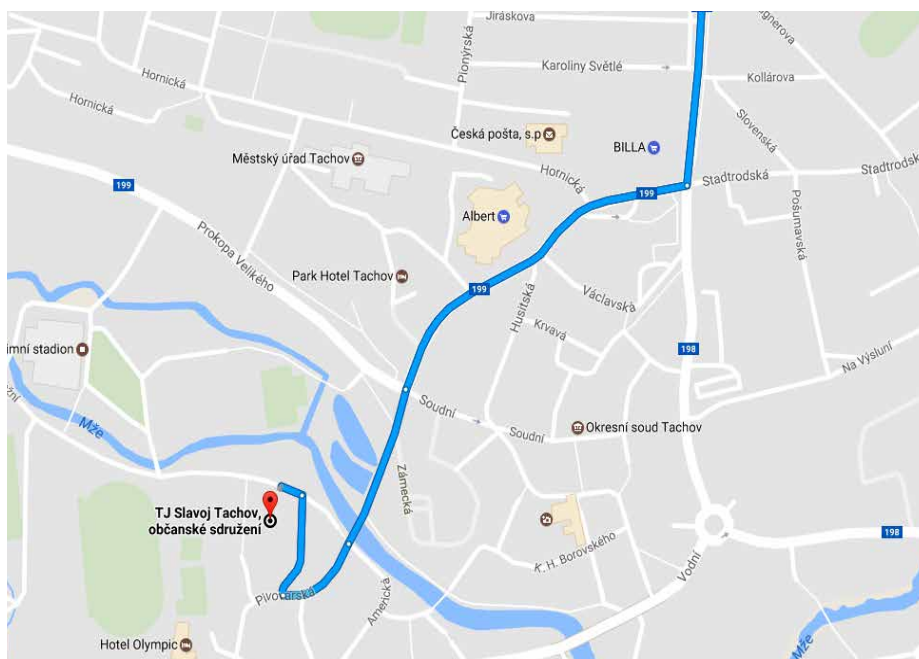 Jiráskova
Pionýrská
Karoliny Světlé
Kollárova
Hornická
Hornická
Slovenská
Česká pošta, s.p
BILLA
Městský úřad Tachov
Hornická
Stadtrodská
Stadtrodsk
199
199
Pošumavská
Albert
Prokopa Velikého
Park Hotel Tachov
199
Husitská
Václavská
Krvavá
198
imní stadion
Na Výsluní
Soudní
Soudní
Okresní soud Tachov
Mže
Zámecká
TJ Slavoj Tachov,
občanské sdružení
K. H. Borovského
Vodní
198
Pivovarská
Americká
Hotel Olympic
Mže